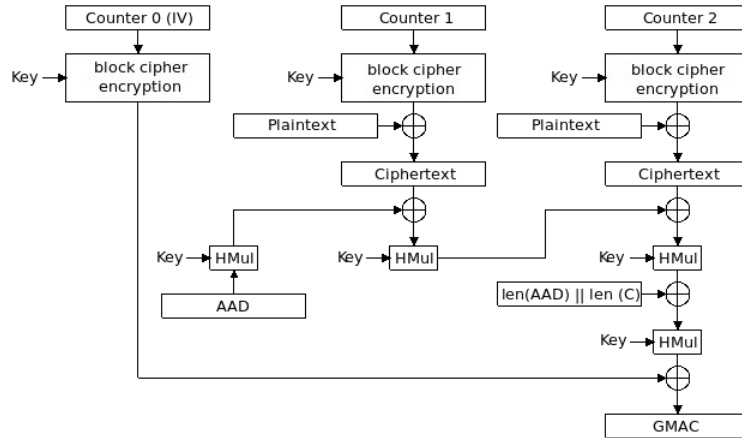 Counter 0 (IV)
Counter 1
Counter 2
Key
block cipher
encryption
Key
block cipher
encryption
Key
block cipher
encryption
Plaintext
Plaintext
Ciphertext
Ciphertext
Key
HMul
Key
HMul
Key
HMul
AAD
len(AAD) || len (C)
Key
HMul
GMAC